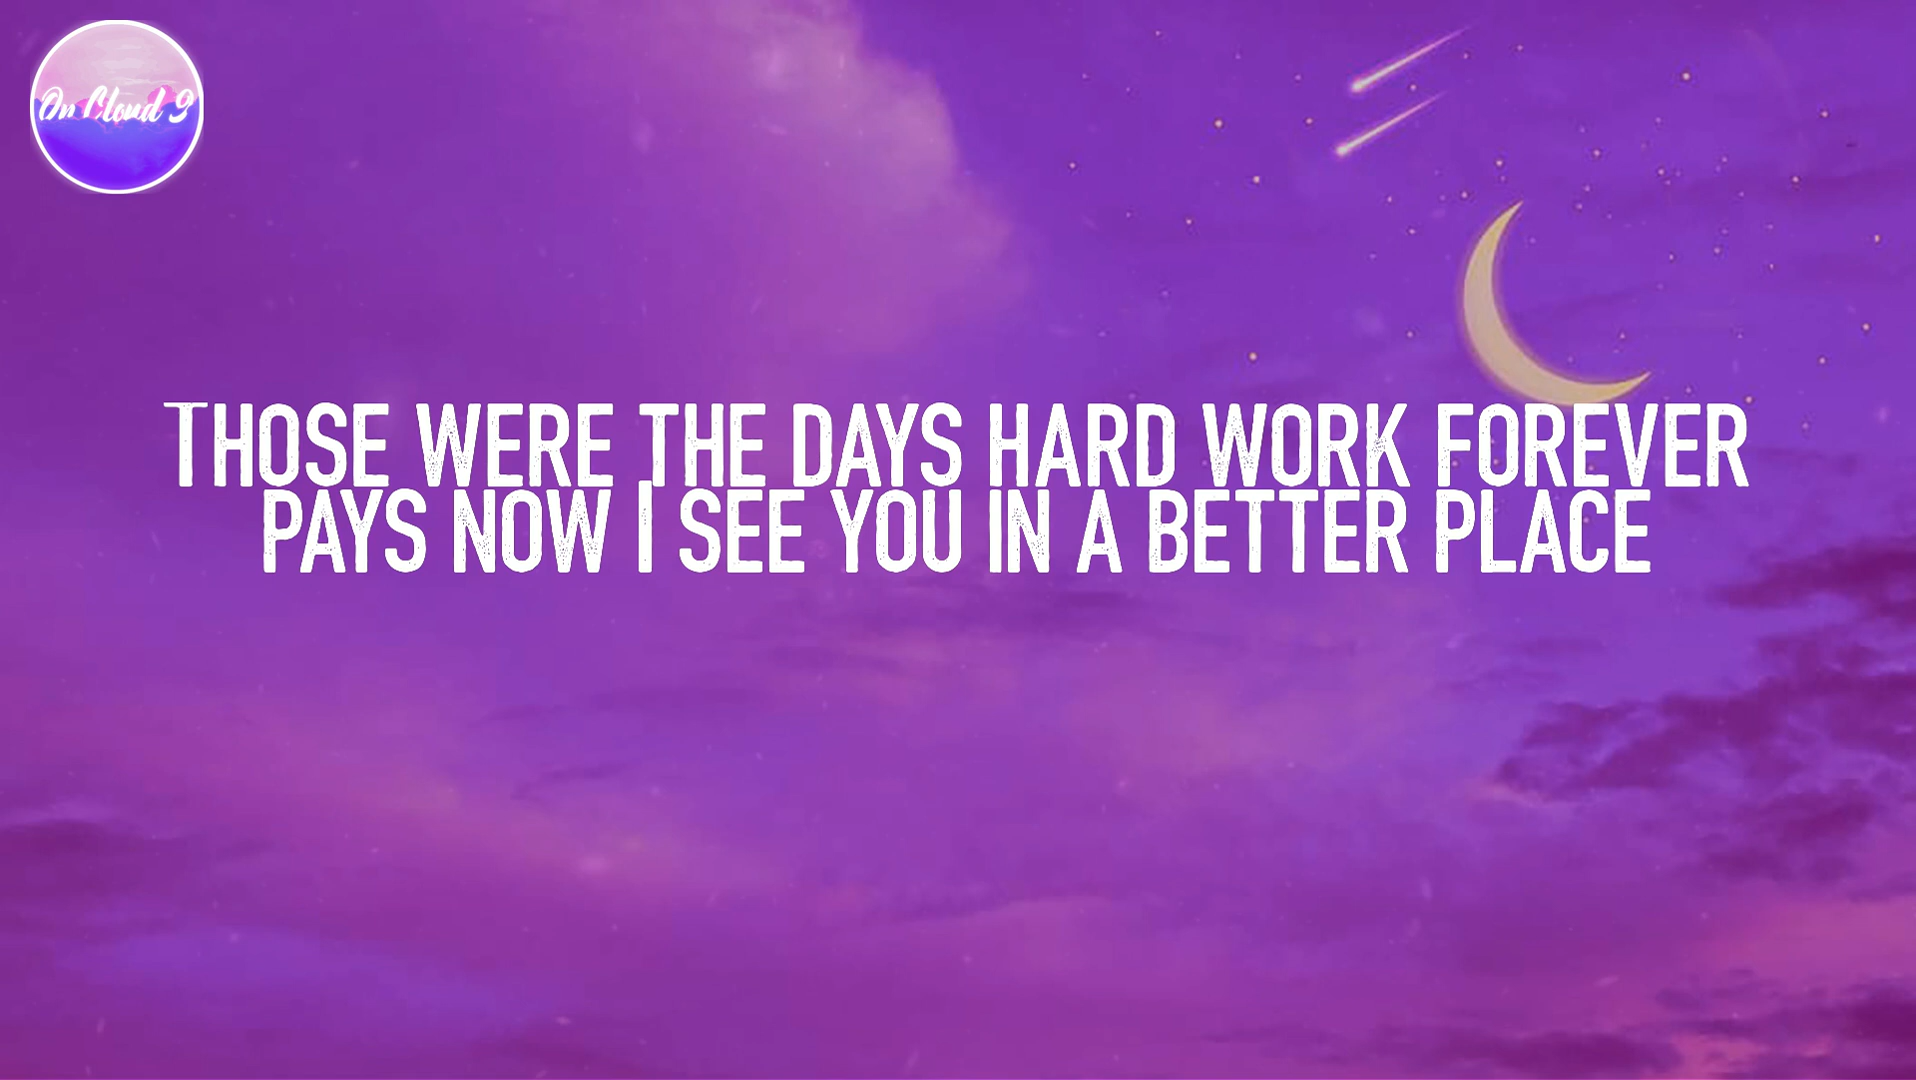 On Cloud 9
THOSE WERE THE DAYS HARD WORK FOREVER
PAYS NOW I SEE YOU IN A BETTER PLACE